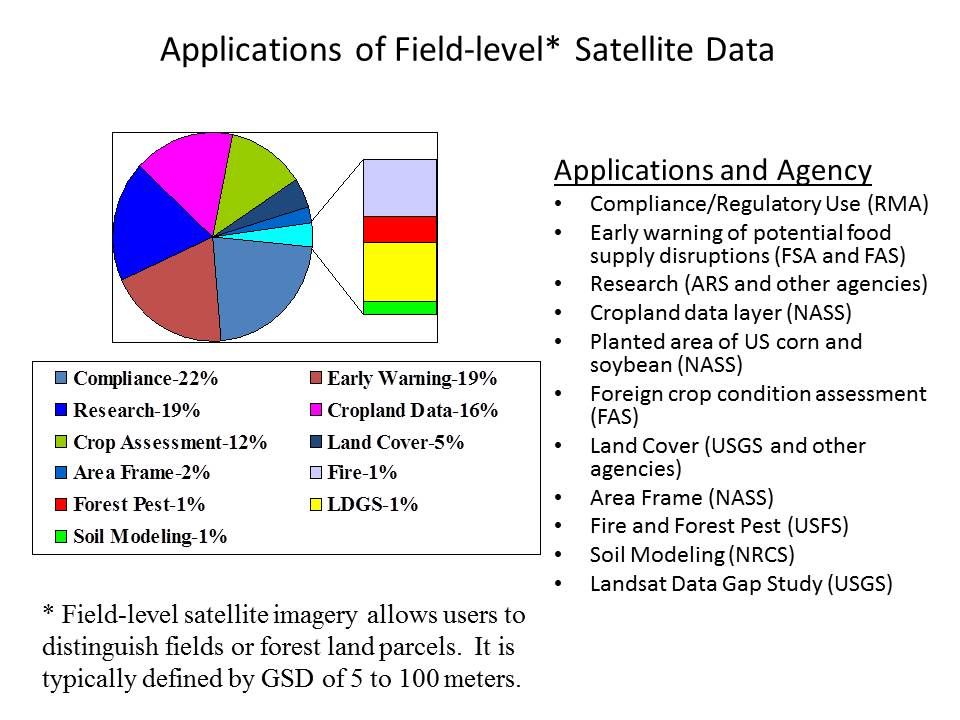 Applications of Field-level* Satellite Data
Compliance-22%
Early Warning-19%
Research-19%
Cropland Data-16%
Crop Assessment-12%
Land Cover-5%
Area Frame-2%
Fire-1%
Forest Pest-1%
LDGS-1%
Soil Modeling-1%
* Field-level satellite imagery allows users to
distinguish fields or forest land parcels. It is
typically defined by GSD of 5 to 100 meters.
Applications and Agency
• Compliance/Regulatory Use (RMA)
• Early warning of potential food
supply disruptions (FSA and FAS)
• Research (ARS and other agencies)
• Cropland data layer (NASS)
• Planted area of US corn and
soybean (NASS)
• Foreign crop condition assessment
(FAS)
• Land Cover (USGS and other
agencies)
• Area Frame (NASS)
• Fire and Forest Pest (USFS)
• Soil Modeling (NRCS)
• Landsat Data Gap Study (USGS)